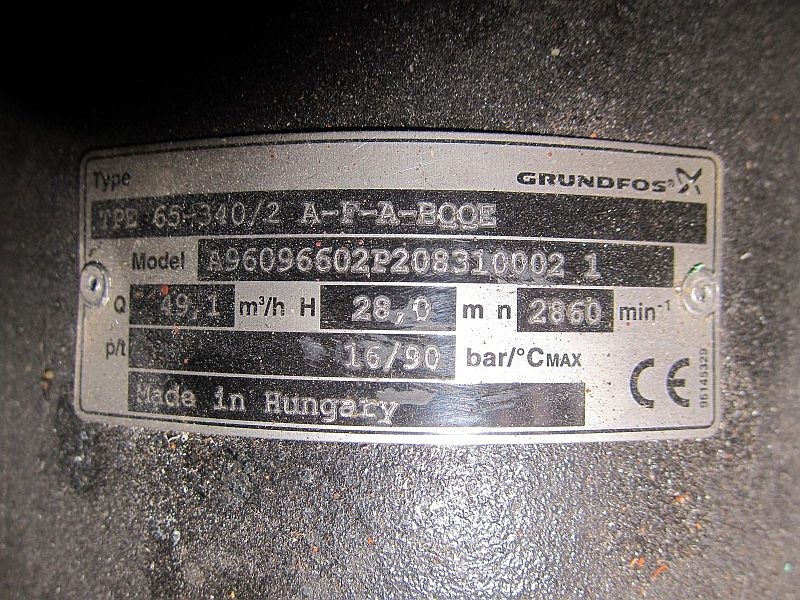 Type GRUNDFOS
TPD 65-340/2 A-F-A-BQQE
Model A96096602P208310002 1
Q 49,1 m³/h H 28,0 m n 2860 min⁻¹
p/t 16/90 bar/°CMAX
Made in Hungary
CE
96145329